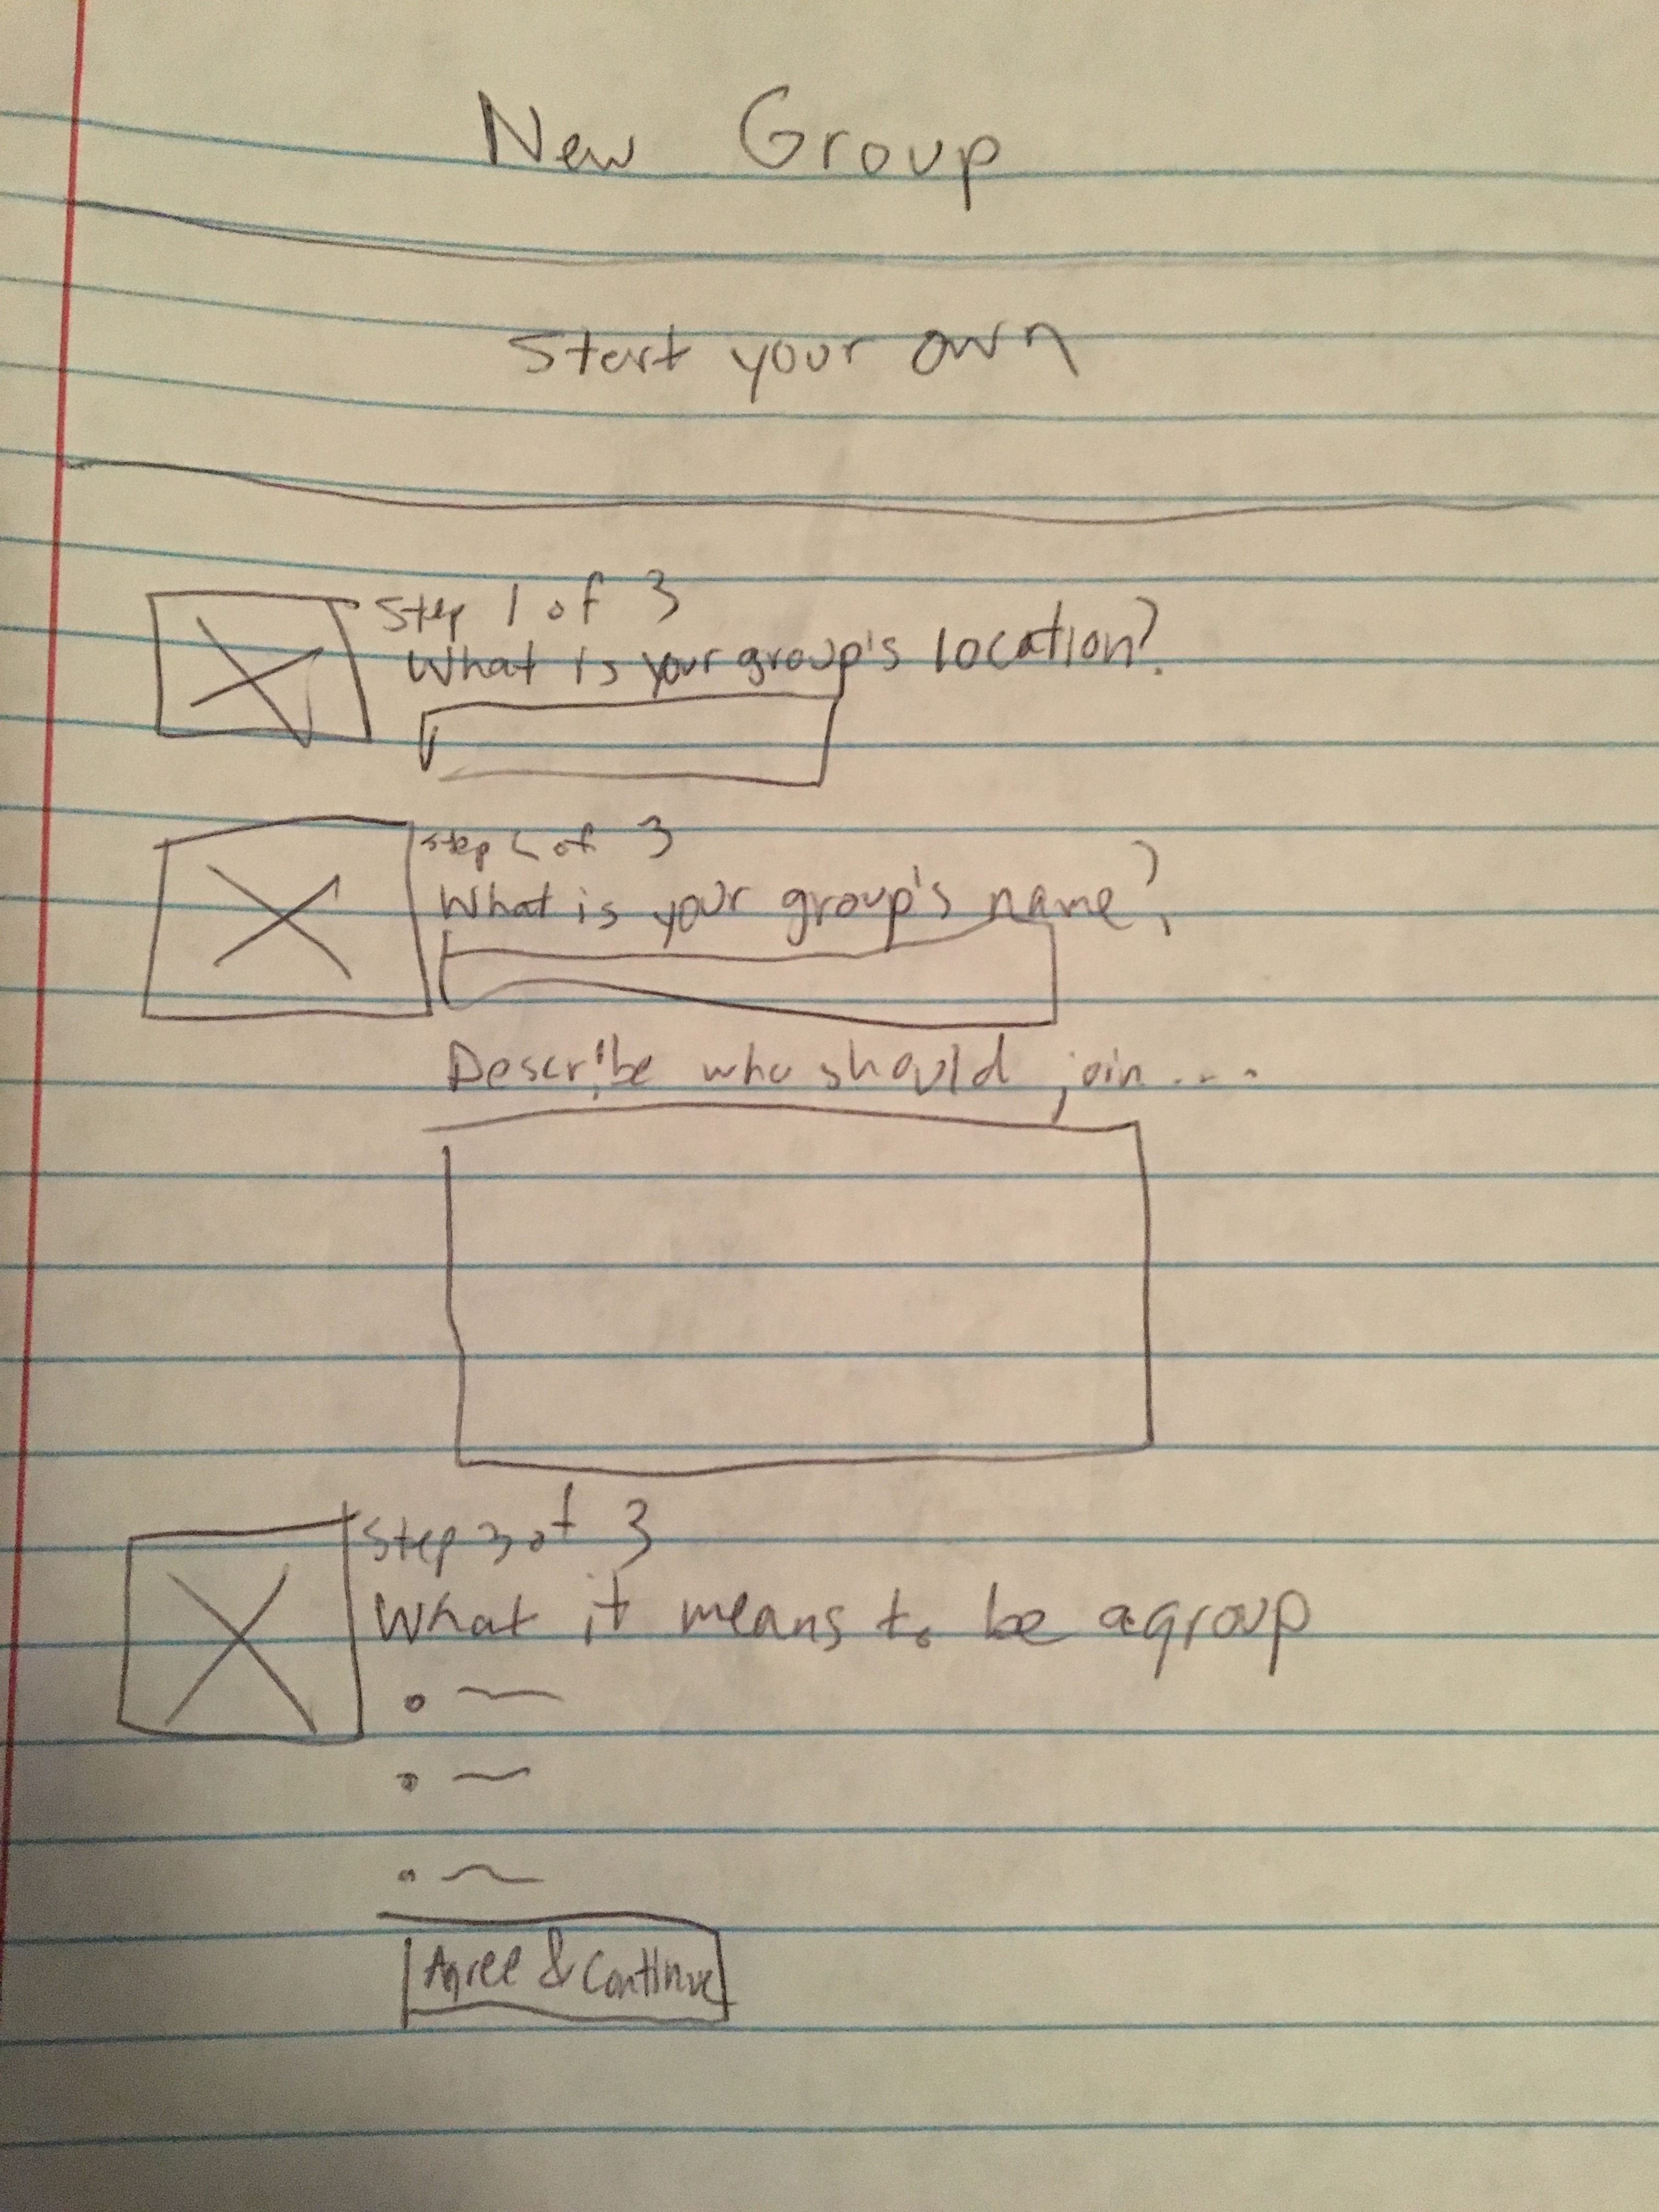 New Group
Start your own
Step 1 of 3
What is your group's location?
step 2 of 3
What is your group's name?
Describe who should join....
Step 3 of 3
What it means to be a group
Agree & Continue